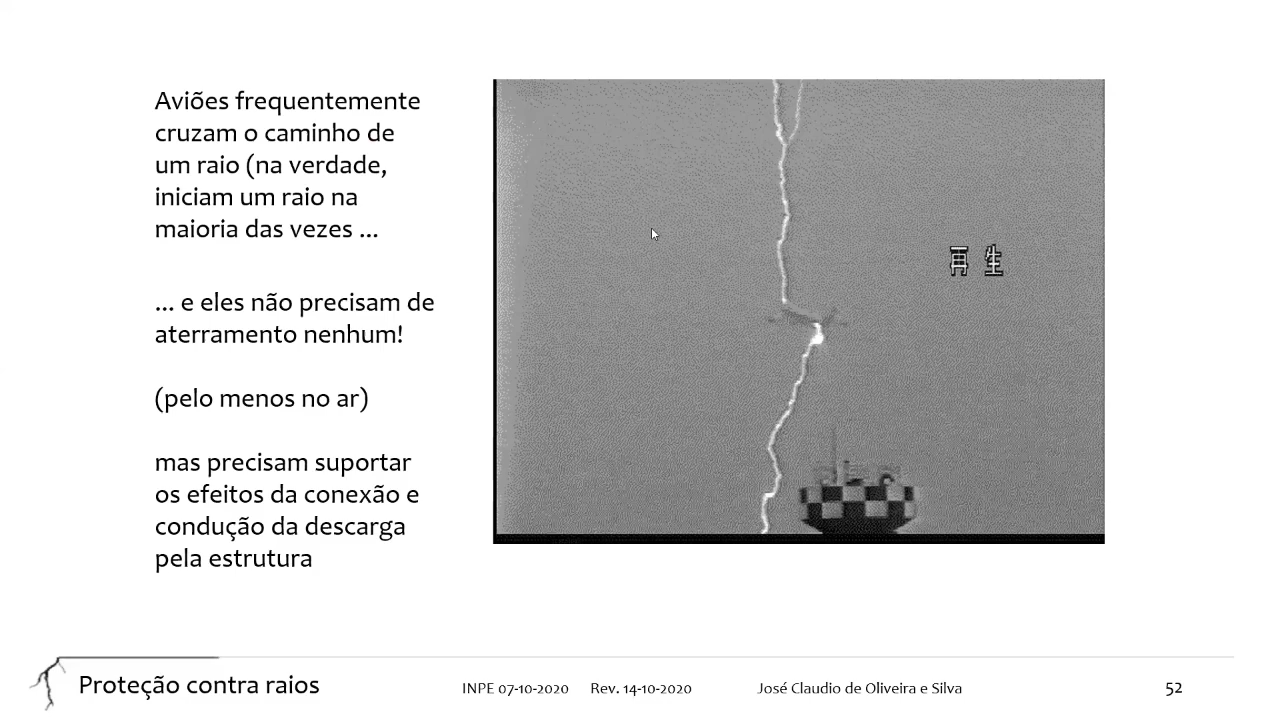 Aviões frequentemente
cruzam o caminho de
um raio (na verdade,
iniciam um raio na
maioria das vezes ...
... e eles não precisam de
aterramento nenhum!
(pelo menos no ar)
mas precisam suportar
os efeitos da conexão e
condução da descarga
pela estrutura
再生
Proteção contra raios
INPE 07-10-2020 Rev. 14-10-2020
José Claudio de Oliveira e Silva
52